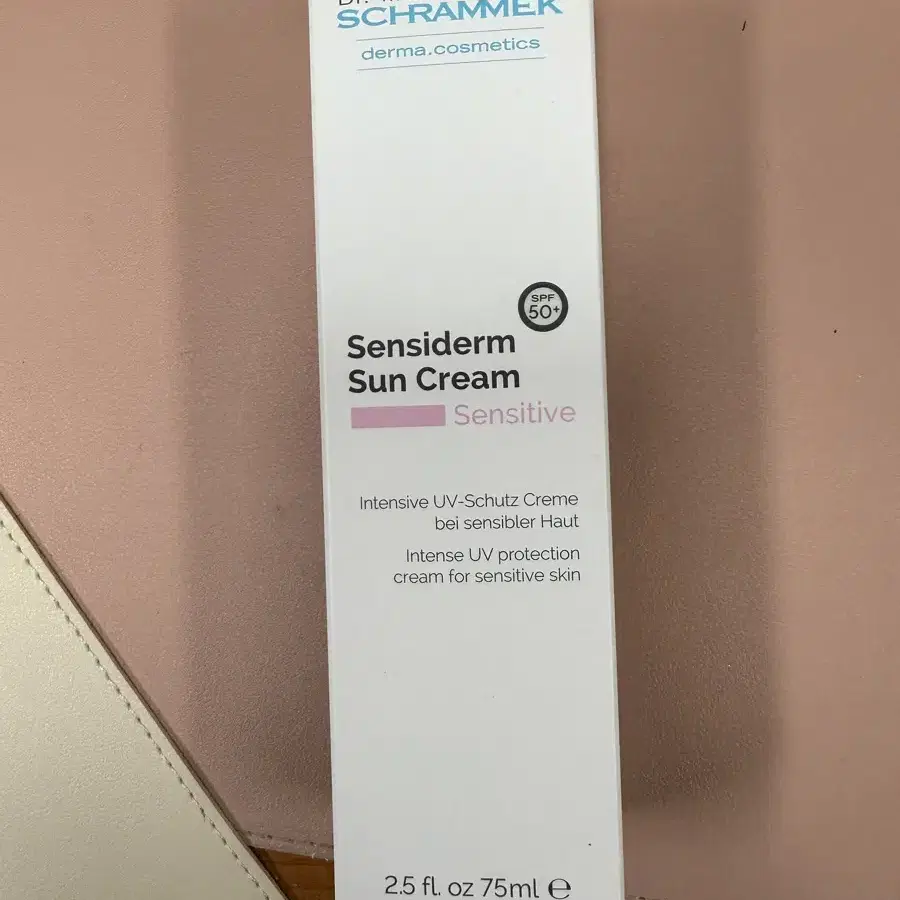 SCHRAMMEK
derma.cosmetics
SPF
50+
Sensiderm
Sun Cream
Sensitive
Intensive UV-Schutz Creme
bei sensibler Haut
Intense UV protection
cream for sensitive skin
2.5 fl. oz 75ml ℮